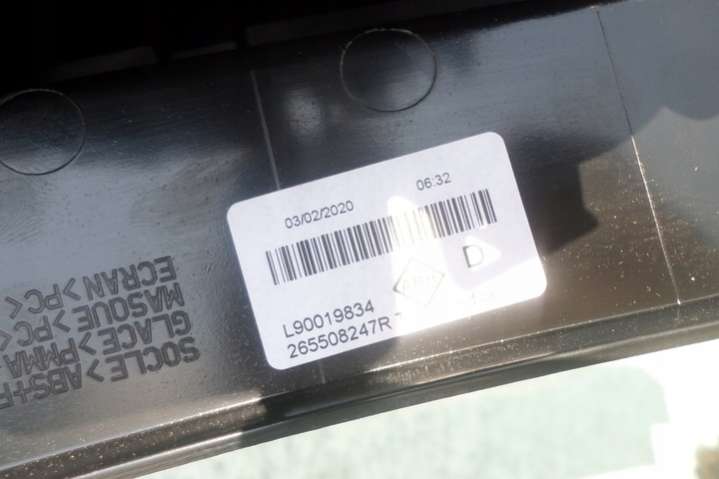 03/02/2020 06:32
D
L90019834
265508247R -
SOCLE >ABS+P
GLACE >PMMA
MASQUE >PC <
ECRAN >PC <